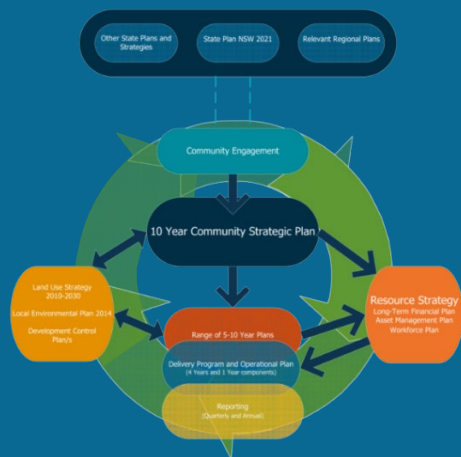 Other State Plans and
Strategies
State Plan NSW 2021
Relevant Regional Plans
Community Engagement
10 Year Community Strategic Plan
Land Use Strategy
2010-2030
Local Environmental Plan 2014
Development Control
Plan/s
Resource Strategy
Long-Term Financial Plan
Asset Management Plan
Workforce Plan
Range of 5-10 Year Plans
Delivery Program and Operational Plan
(4 Years and 1 Year components)
Reporting
(Quarterly and Annual)